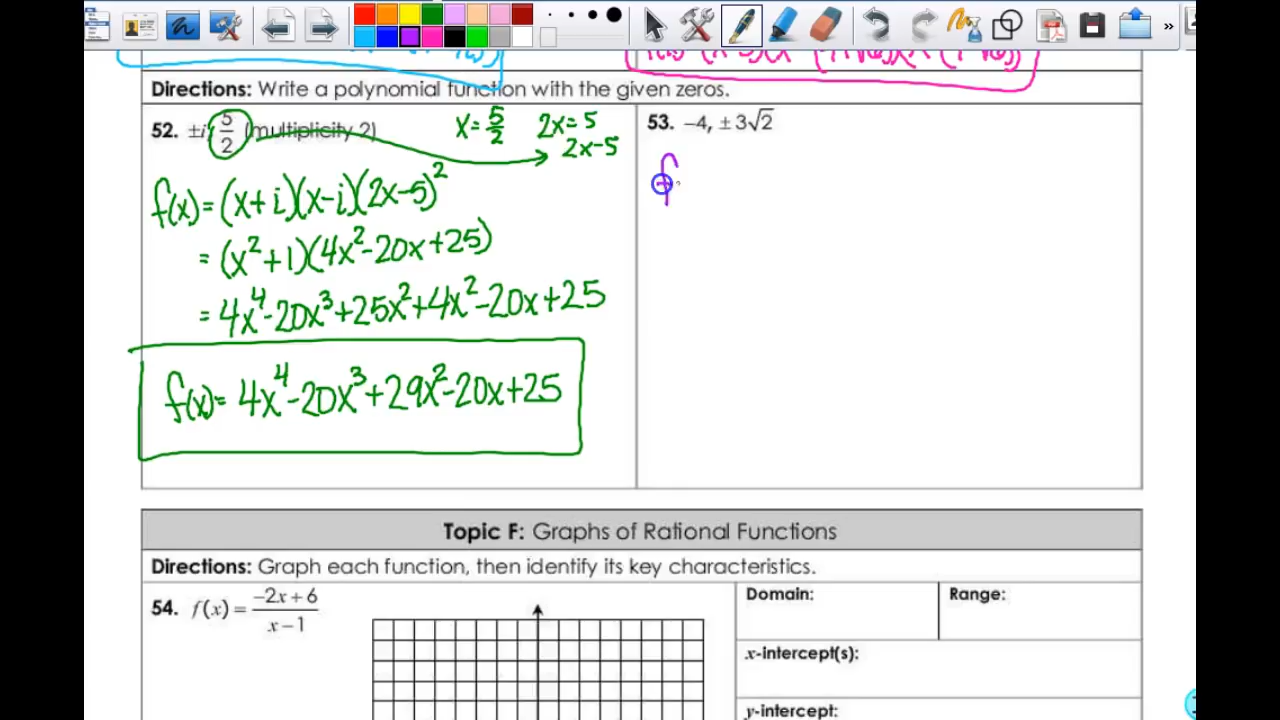 Directions: Write a polynomial function with the given zeros.
52. ±i, 5/2 (multiplicity 2)
x=5/2 2x=5
2x-5
f(x)=(x+i)(x-i)(2x-5)²
=(x²+1)(4x²-20x+25)
=4x⁴-20x³+25x²+4x²-20x+25
f(x)=4x⁴-20x³+29x²-20x+25
53. −4, ±3√2
f
Topic F: Graphs of Rational Functions
Directions: Graph each function, then identify its key characteristics.
54. f(x) = (−2x+6)/(x−1)
Domain:
Range:
x-intercept(s):
y-intercept: